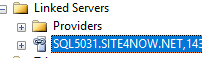 Linked Servers
Providers
SQL5031.SITE4NOW.NET,143